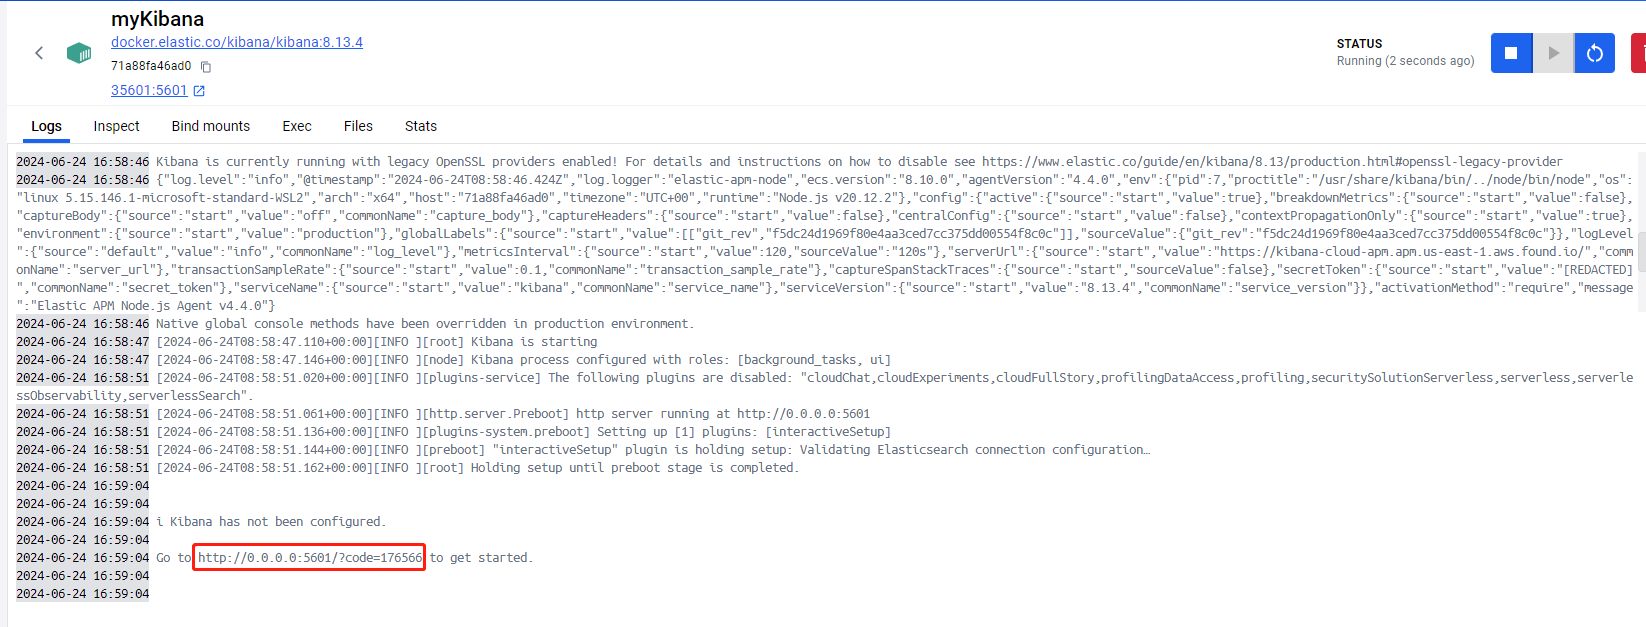 myKibana
docker.elastic.co/kibana/kibana:8.13.4
71a88fa46ad0
35601:5601
STATUS
Running (2 seconds ago)
Logs Inspect Bind mounts Exec Files Stats
2024-06-24 16:58:46 Kibana is currently running with legacy OpenSSL providers enabled! For details and instructions on how to disable see https://www.elastic.co/guide/en/kibana/8.13/production.html#openssl-legacy-provider
2024-06-24 16:58:46 {"log.level":"info","@timestamp":"2024-06-24T08:58:46.424Z","log.logger":"elastic-apm-node","ecs.version":"8.10.0","agentVersion":"4.4.0","env":{"pid":7,"proctitle":"/usr/share/kibana/bin/../node/bin/node","os":
"linux 5.15.146.1-microsoft-standard-WSL2","arch":"x64","host":"71a88fa46ad0","timezone":"UTC+00","runtime":"Node.js v20.12.2"},"config":{"active":{"source":"start","value":true},"breakdownMetrics":{"source":"start","value":false},
"captureBody":{"source":"start","value":"off","commonName":"capture_body"},"captureHeaders":{"source":"start","value":false},"centralConfig":{"source":"start","value":false},"contextPropagationOnly":{"source":"start","value":true},
"environment":{"source":"start","value":"production"},"globalLabels":{"source":"start","value":[["git_rev","f5dc24d1969f80e4aa3ced7cc375dd00554f8c0c"]],"sourceValue":{"git_rev":"f5dc24d1969f80e4aa3ced7cc375dd00554f8c0c"}},"logLevel
":{"source":"default","value":"info","commonName":"log_level"},"metricsInterval":{"source":"start","value":120,"sourceValue":"120s"},"serverUrl":{"source":"start","value":"https://kibana-cloud-apm.apm.us-east-1.aws.found.io/","comm
onName":"server_url"},"transactionSampleRate":{"source":"start","value":0.1,"commonName":"transaction_sample_rate"},"captureSpanStackTraces":{"source":"start","sourceValue":false},"secretToken":{"source":"start","value":"[REDACTED]
","commonName":"secret_token"},"serviceName":{"source":"start","value":"kibana","commonName":"service_name"},"serviceVersion":{"source":"start","value":"8.13.4","commonName":"service_version"}},"activationMethod":"require","message
":"Elastic APM Node.js Agent v4.4.0"}
2024-06-24 16:58:46 Native global console methods have been overridden in production environment.
2024-06-24 16:58:47 [2024-06-24T08:58:47.110+00:00][INFO ][root] Kibana is starting
2024-06-24 16:58:47 [2024-06-24T08:58:47.146+00:00][INFO ][node] Kibana process configured with roles: [background_tasks, ui]
2024-06-24 16:58:51 [2024-06-24T08:58:51.020+00:00][INFO ][plugins-service] The following plugins are disabled: "cloudChat,cloudExperiments,cloudFullStory,profilingDataAccess,profiling,securitySolutionServerless,serverless,serverle
ssObservability,serverlessSearch".
2024-06-24 16:58:51 [2024-06-24T08:58:51.061+00:00][INFO ][http.server.Preboot] http server running at http://0.0.0.0:5601
2024-06-24 16:58:51 [2024-06-24T08:58:51.136+00:00][INFO ][plugins-system.preboot] Setting up [1] plugins: [interactiveSetup]
2024-06-24 16:58:51 [2024-06-24T08:58:51.144+00:00][INFO ][preboot] "interactiveSetup" plugin is holding setup: Validating Elasticsearch connection configuration…
2024-06-24 16:58:51 [2024-06-24T08:58:51.162+00:00][INFO ][root] Holding setup until preboot stage is completed.
2024-06-24 16:59:04
2024-06-24 16:59:04
2024-06-24 16:59:04 i Kibana has not been configured.
2024-06-24 16:59:04
2024-06-24 16:59:04 Go to http://0.0.0.0:5601/?code=176566 to get started.
2024-06-24 16:59:04
2024-06-24 16:59:04